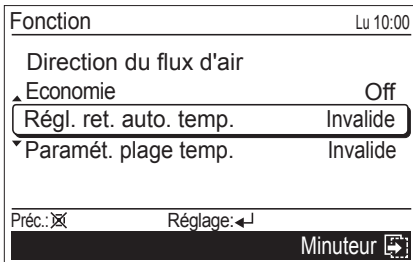 Fonction Lu 10:00
Direction du flux d'air
Economie Off
Régl. ret. auto. temp. Invalide
Paramét. plage temp. Invalide
Préc.: Réglage:
Minuteur